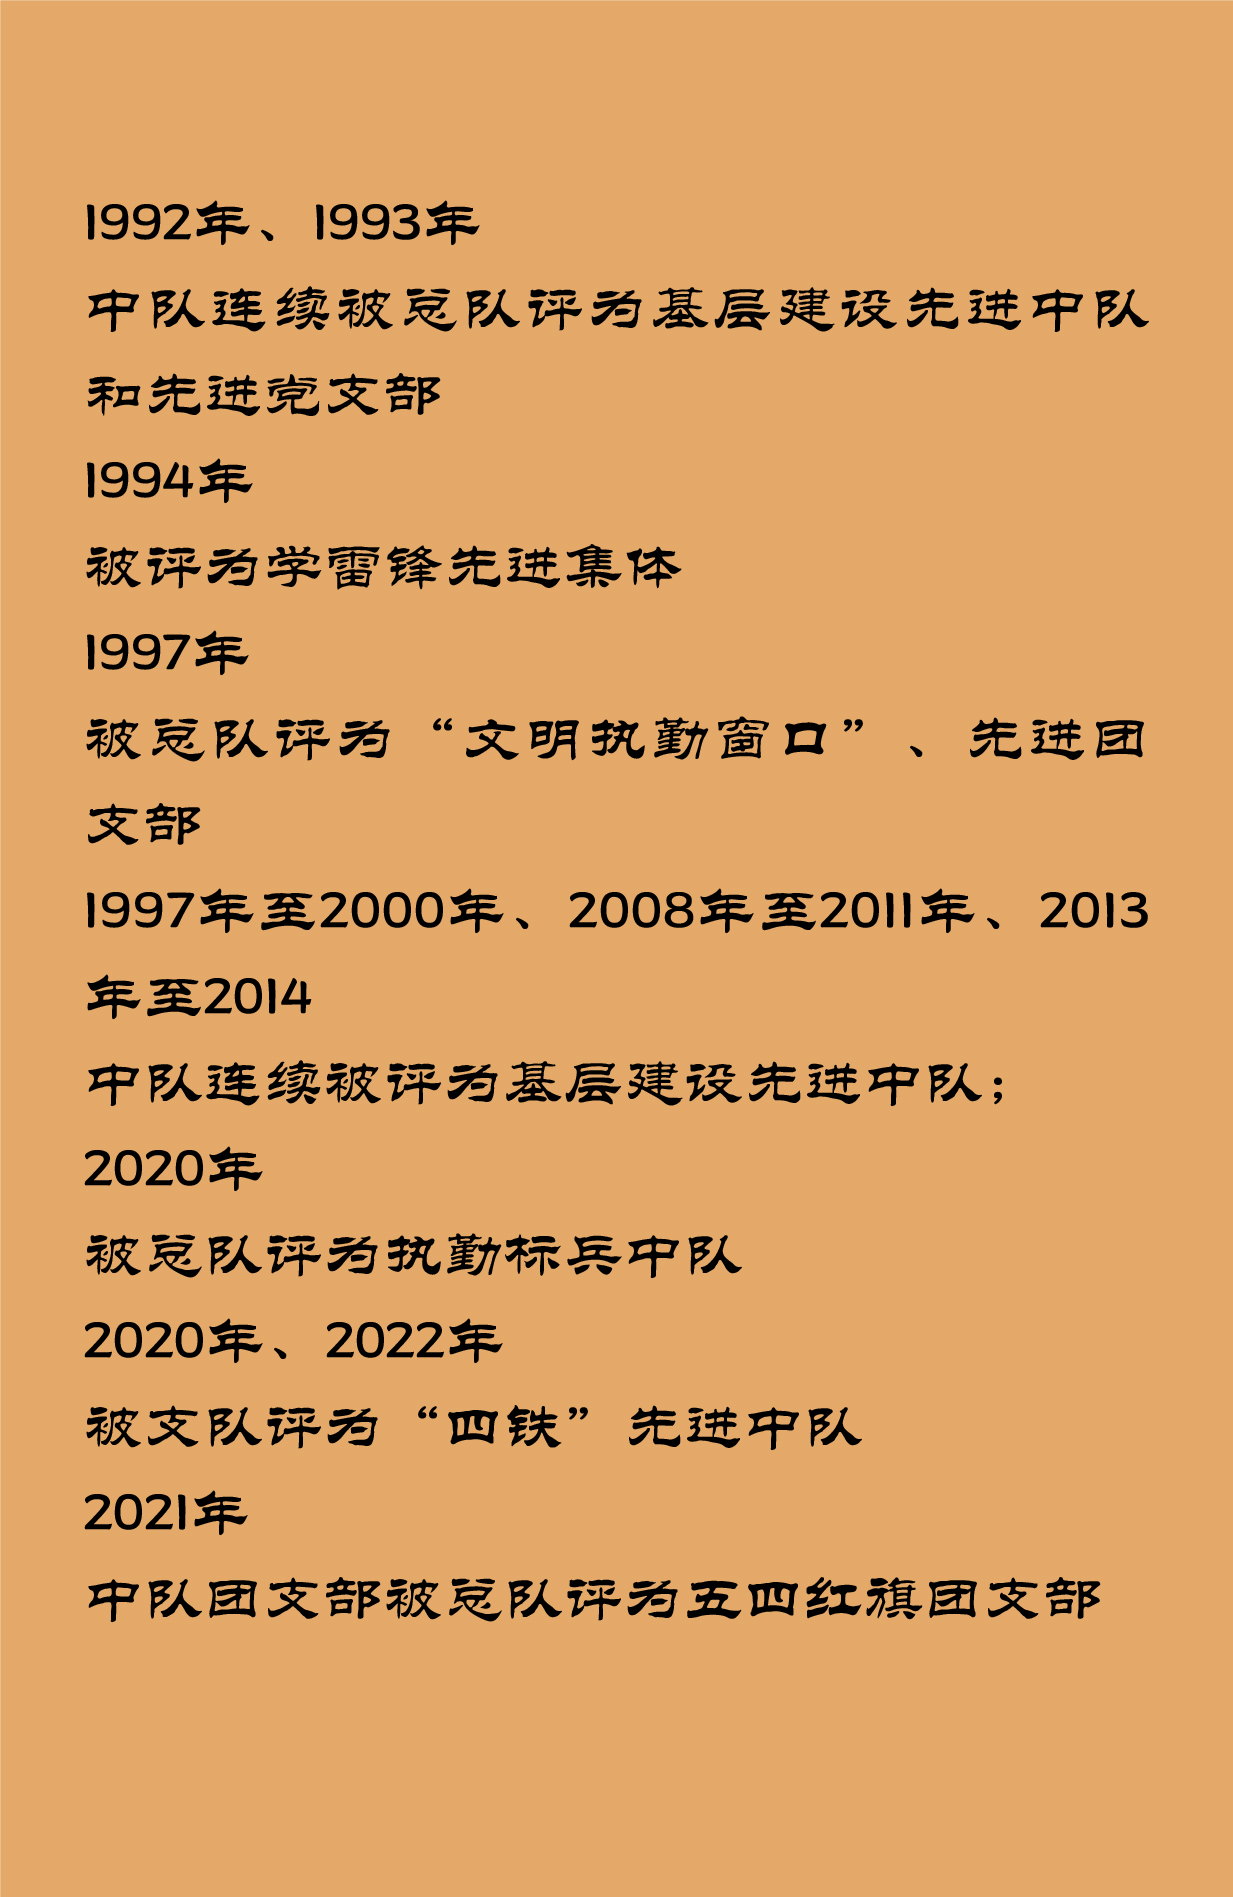 1992年、1993年
中队连续被总队评为基层建设先进中队
和先进党支部
1994年
被评为学雷锋先进集体
1997年
被总队评为“文明执勤窗口”、先进团
支部
1997年至2000年、2008年至2011年、2013
年至2014
中队连续被评为基层建设先进中队；
2020年
被总队评为执勤标兵中队
2020年、2022年
被支队评为“四铁”先进中队
2021年
中队团支部被总队评为五四红旗团支部